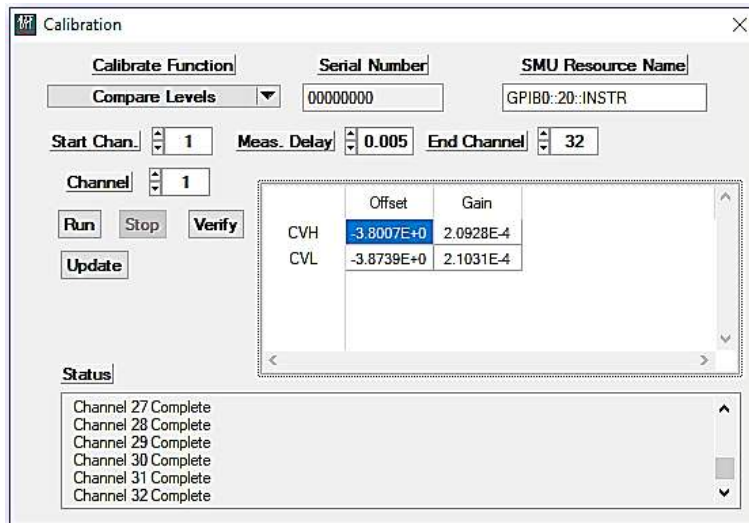 Calibration
Calibrate Function Serial Number SMU Resource Name
Compare Levels 00000000 GPIB0::20::INSTR
Start Chan. 1 Meas. Delay 0.005 End Channel 32
Channel 1
Offset Gain
Run Stop Verify
CVH -3.8007E+0 2.0928E-4
Update
CVL -3.8739E+0 2.1031E-4
Status
Channel 27 Complete
Channel 28 Complete
Channel 29 Complete
Channel 30 Complete
Channel 31 Complete
Channel 32 Complete